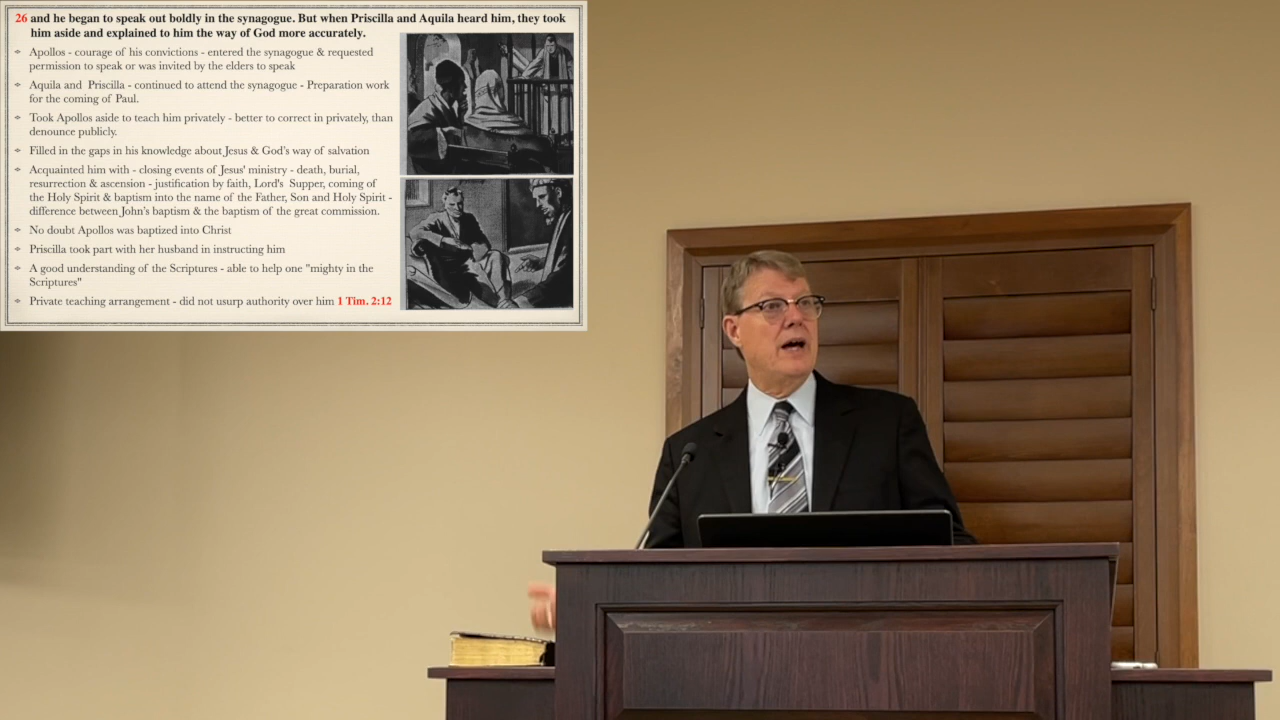 26 and he began to speak out boldly in the synagogue. But when Priscilla and Aquila heard him, they took
him aside and explained to him the way of God more accurately.
Apollos - courage of his convictions - entered the synagogue & requested
permission to speak or was invited by the elders to speak
Aquila and Priscilla - continued to attend the synagogue - Preparation work
for the coming of Paul.
Took Apollos aside to teach him privately - better to correct in privately, than
denounce publicly.
Filled in the gaps in his knowledge about Jesus & God's way of salvation
Acquainted him with - closing events of Jesus' ministry - death, burial,
resurrection & ascension - justification by faith, Lord's Supper, coming of
the Holy Spirit & baptism into the name of the Father, Son and Holy Spirit -
difference between John's baptism & the baptism of the great commission.
No doubt Apollos was baptized into Christ
Priscilla took part with her husband in instructing him
A good understanding of the Scriptures - able to help one "mighty in the
Scriptures"
Private teaching arrangement - did not usurp authority over him 1 Tim. 2:12